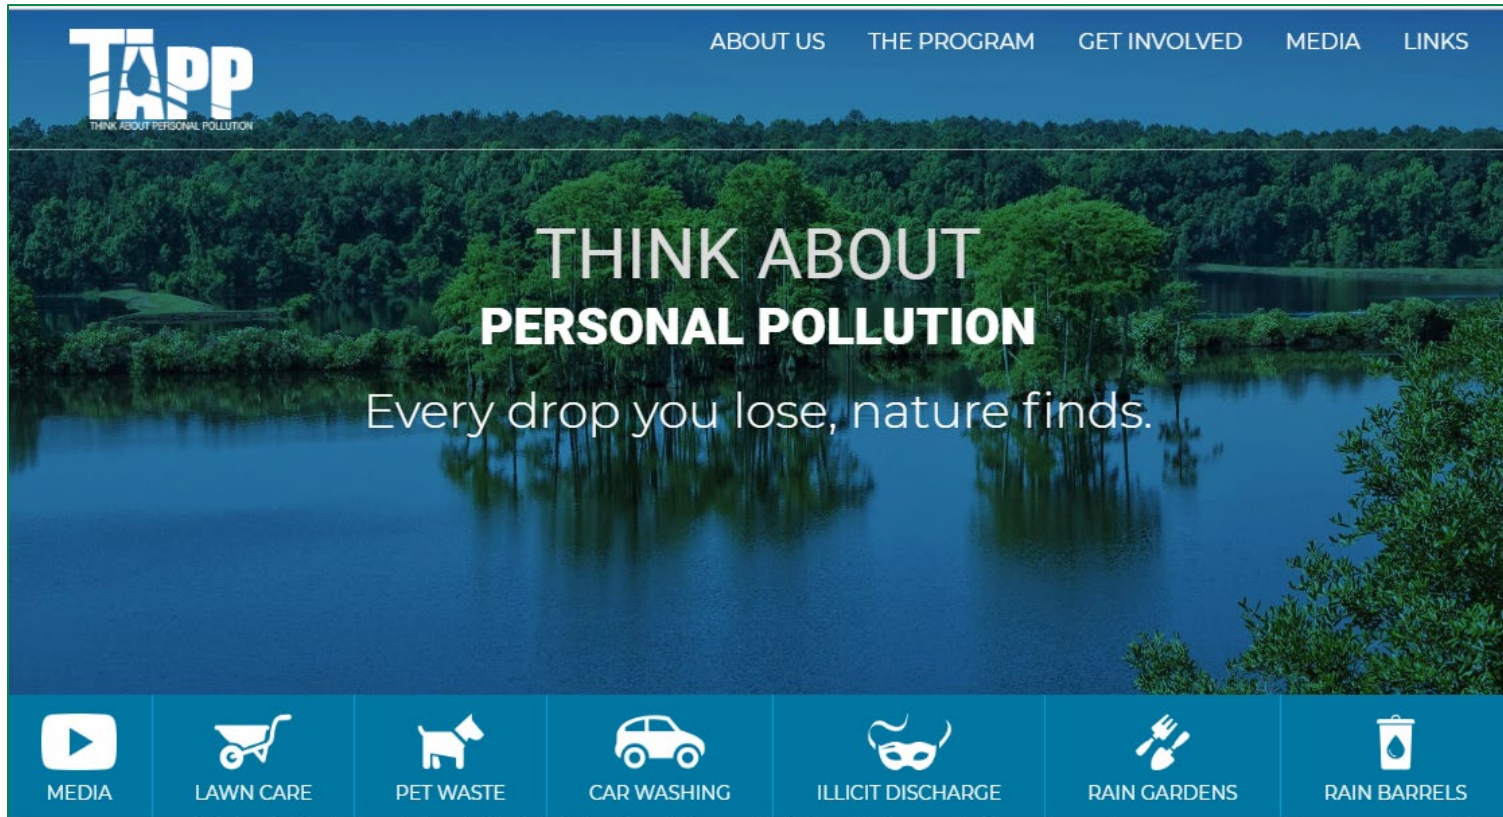 TAPP
THINK ABOUT PERSONAL POLLUTION
ABOUT US THE PROGRAM GET INVOLVED MEDIA LINKS
THINK ABOUT
PERSONAL POLLUTION
Every drop you lose, nature finds.
MEDIA LAWN CARE PET WASTE CAR WASHING ILLICIT DISCHARGE RAIN GARDENS RAIN BARRELS